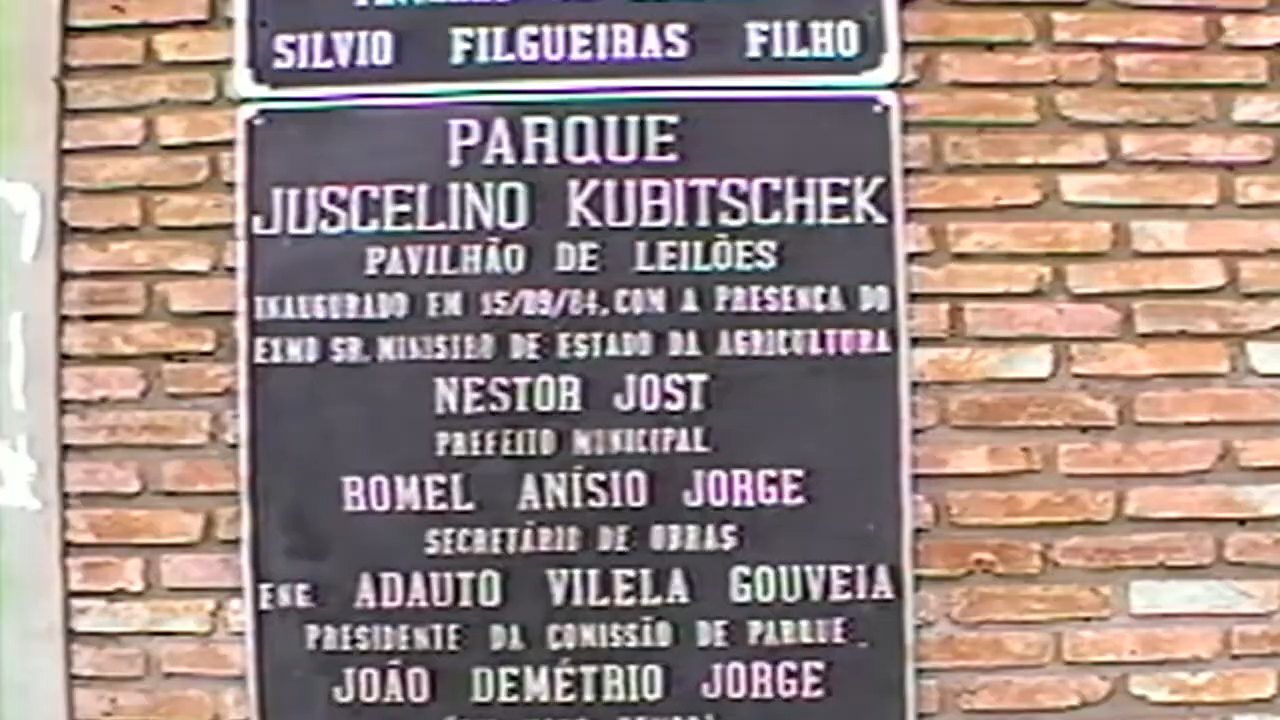 SILVIO FILGUEIRAS FILHO
PARQUE
JUSCELINO KUBITSCHEK
PAVILHÃO DE LEILÕES
INAUGURADO EM 15/09/84. COM A PRESENÇA DO
EXMO SR. MINISTRO DE ESTADO DA AGRICULTURA
NESTOR JOST
PREFEITO MUNICIPAL
ROMEL ANÍSIO JORGE
SECRETÁRIO DE OBRAS
ENG. ADAUTO VILELA GOUVEIA
PRESIDENTE DA COMISSÃO DE PARQUE.
JOÃO DEMÉTRIO JORGE